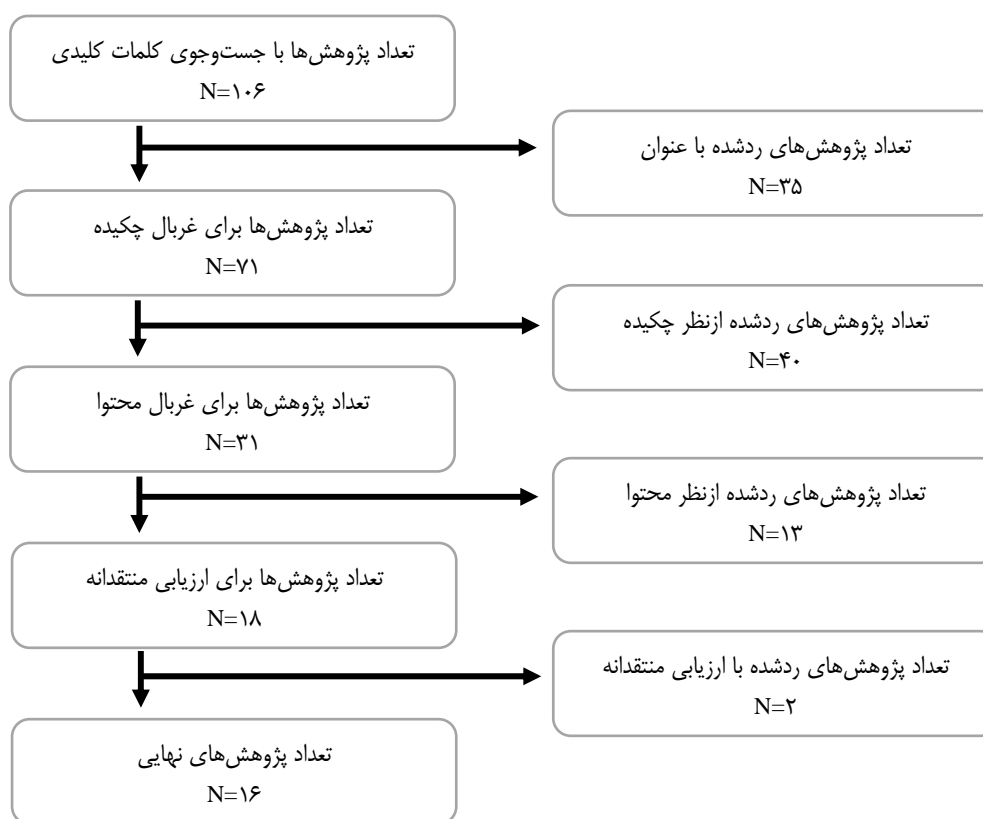 تعداد پژوهش‌ها با جست‌وجوی کلمات کلیدی
N=۱۰۶
تعداد پژوهش‌های ردشده با عنوان
N=۳۵
تعداد پژوهش‌ها برای غربال چکیده
N=۷۱
تعداد پژوهش‌های ردشده ازنظر چکیده
N=۴۰
تعداد پژوهش‌ها برای غربال محتوا
N=۳۱
تعداد پژوهش‌های ردشده ازنظر محتوا
N=۱۳
تعداد پژوهش‌ها برای ارزیابی منتقدانه
N=۱۸
تعداد پژوهش‌های ردشده با ارزیابی منتقدانه
N=۲
تعداد پژوهش‌های نهایی
N=۱۶